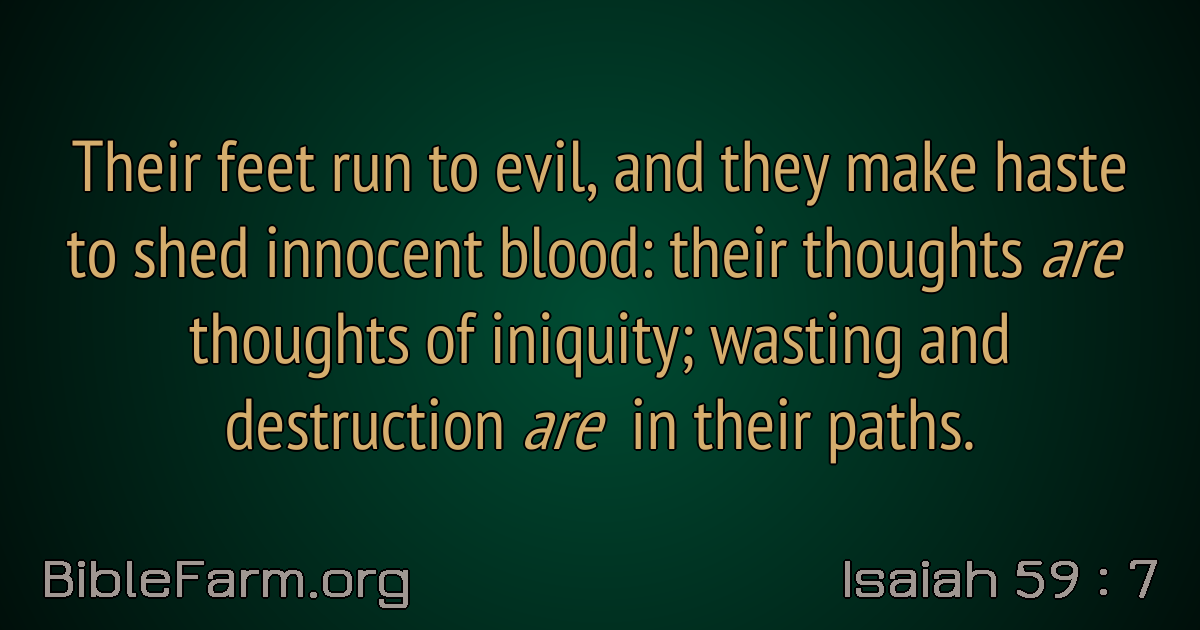 Their feet run to evil, and they make haste
to shed innocent blood: their thoughts are
thoughts of iniquity; wasting and
destruction are in their paths.
BibleFarm.org
Isaiah 59 : 7